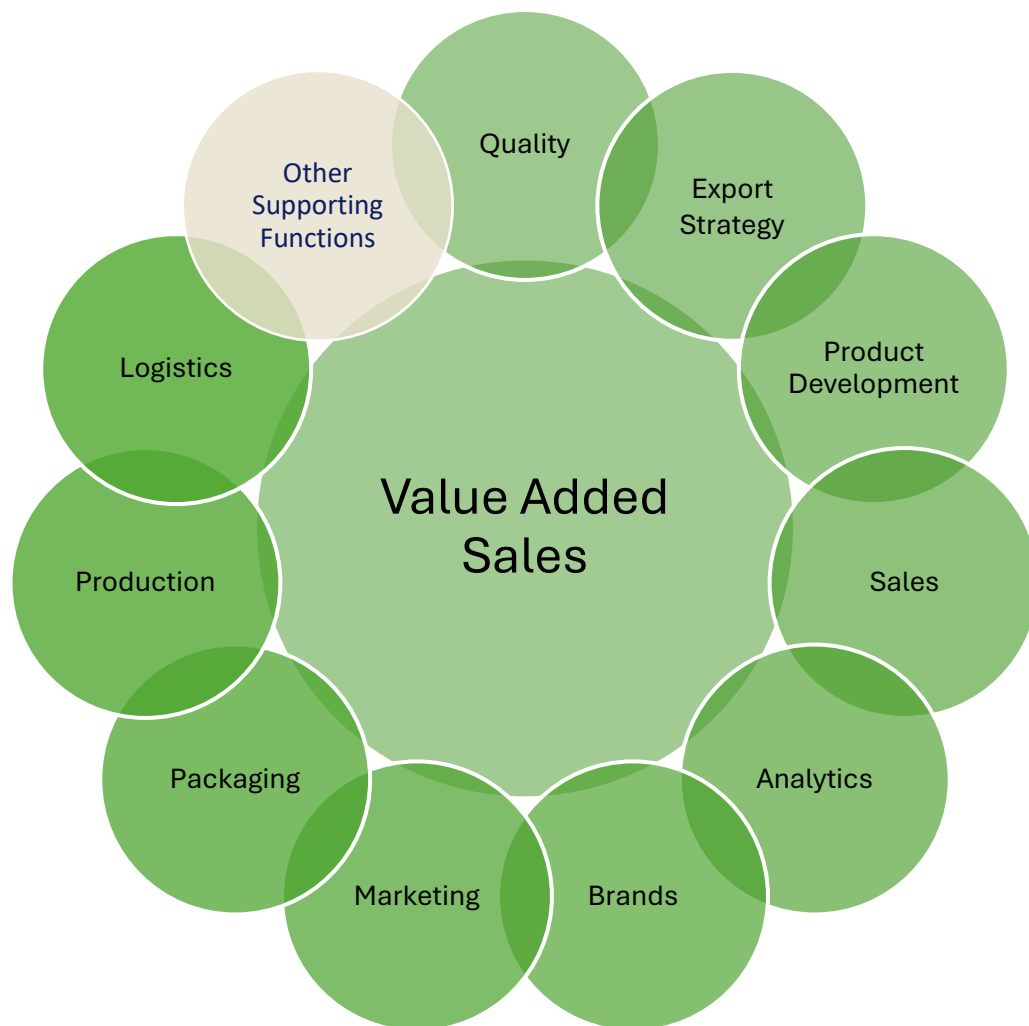 Quality
Export
Strategy
Product
Development
Sales
Analytics
Brands
Marketing
Packaging
Production
Logistics
Other
Supporting
Functions
Value Added
Sales